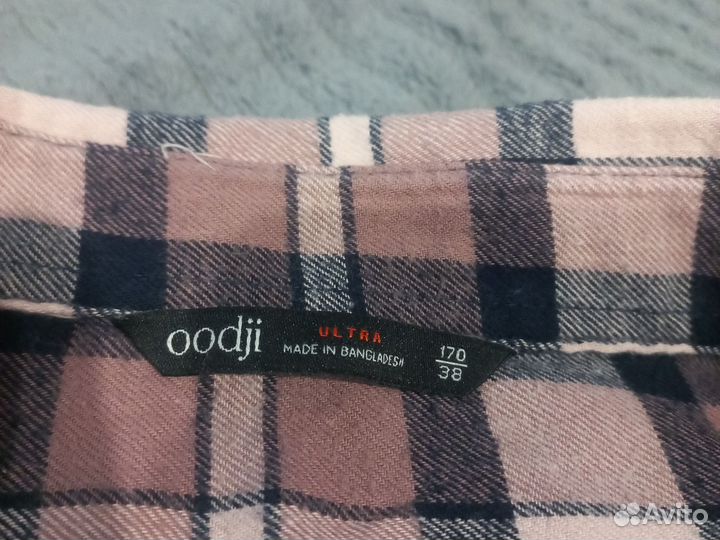 oodji
ULTRA
MADE IN BANGLADESH
170
38
Avito